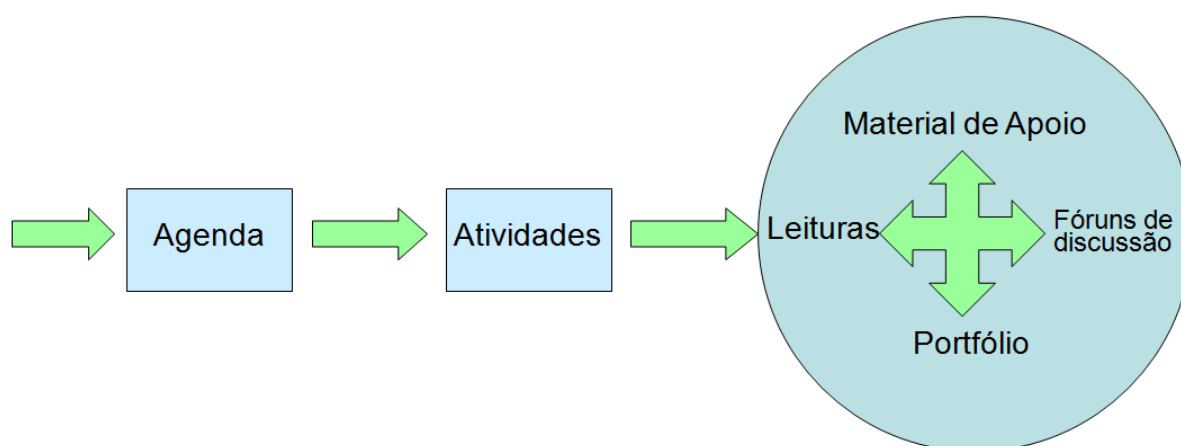 Agenda
Atividades
Material de Apoio
Leituras
Fóruns de
discussão
Portfólio